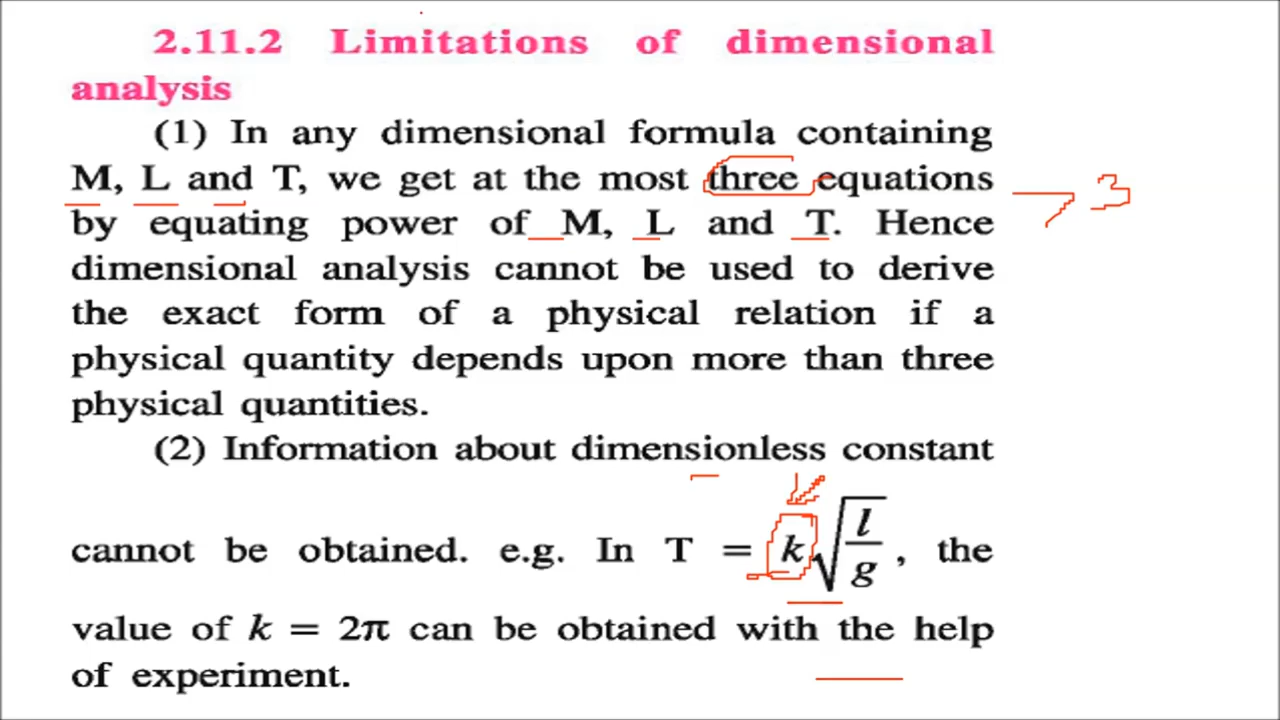 2.11.2 Limitations of dimensional
analysis
(1) In any dimensional formula containing
M, L and T, we get at the most three equations
> 3
by equating power of M, L and T. Hence
dimensional analysis cannot be used to derive
the exact form of a physical relation if a
physical quantity depends upon more than three
physical quantities.
(2) Information about dimensionless constant
cannot be obtained. e.g. In T = k√(l/g), the
value of k = 2π can be obtained with the help
of experiment.